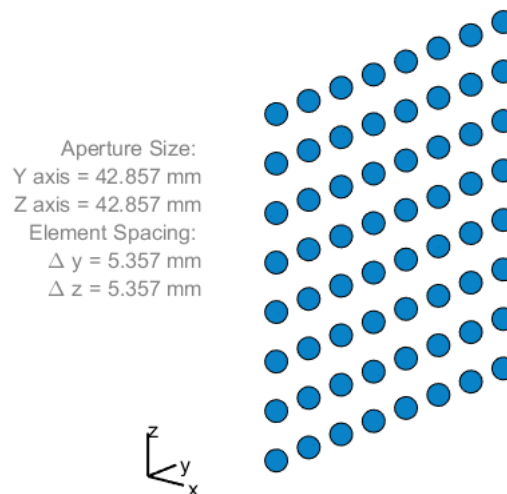 Aperture Size:
Y axis = 42.857 mm
Z axis = 42.857 mm
Element Spacing:
Δ y = 5.357 mm
Δ z = 5.357 mm
z
y
x